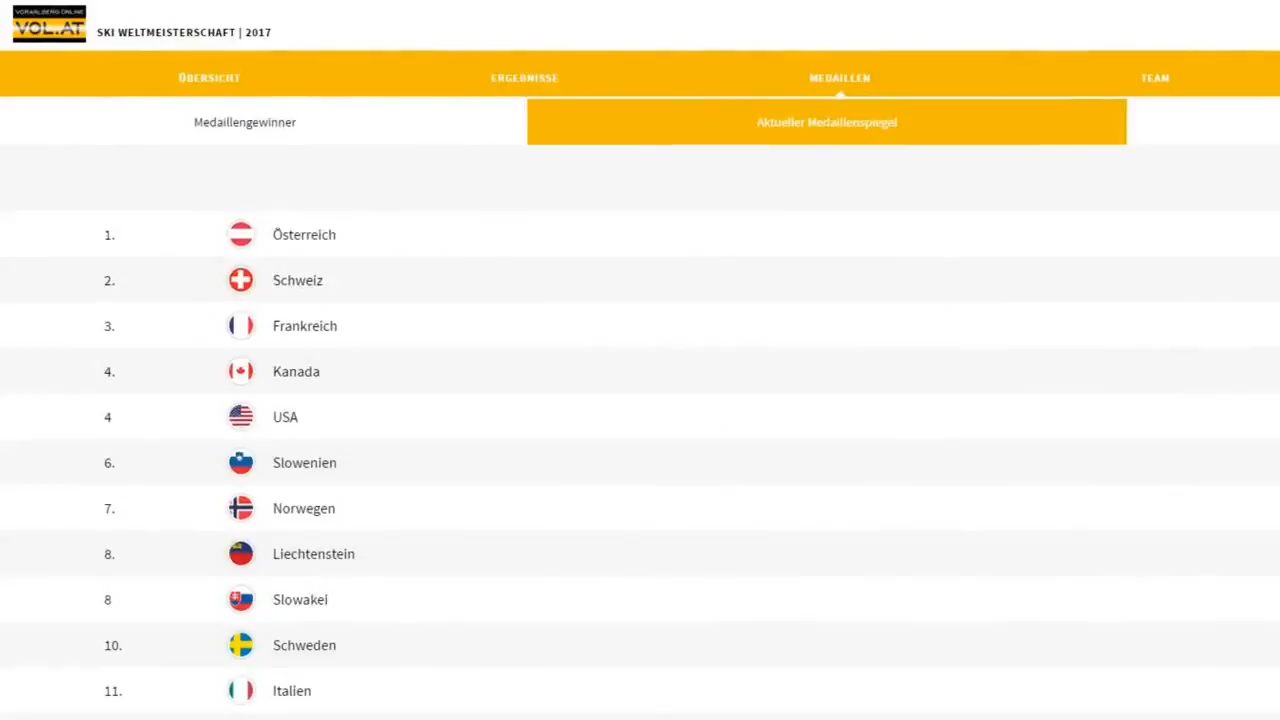 VORARLBERG ONLINE
VOL.AT
SKI WELTMEISTERSCHAFT | 2017
ÜBERSICHT ERGEBNISSE MEDAILLEN TEAM
Medaillengewinner Aktueller Medaillenspiegel
1. Österreich
2. Schweiz
3. Frankreich
4. Kanada
4 USA
6. Slowenien
7. Norwegen
8. Liechtenstein
8 Slowakei
10. Schweden
11. Italien